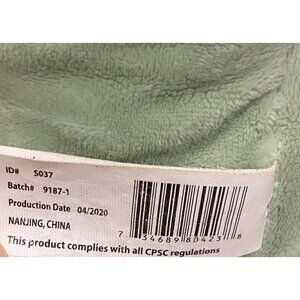 ID# S037
Batch# 9187-1
Production Date 04/2020
NANJING, CHINA
7 34689 80423 8
This product complies with all CPSC regulations